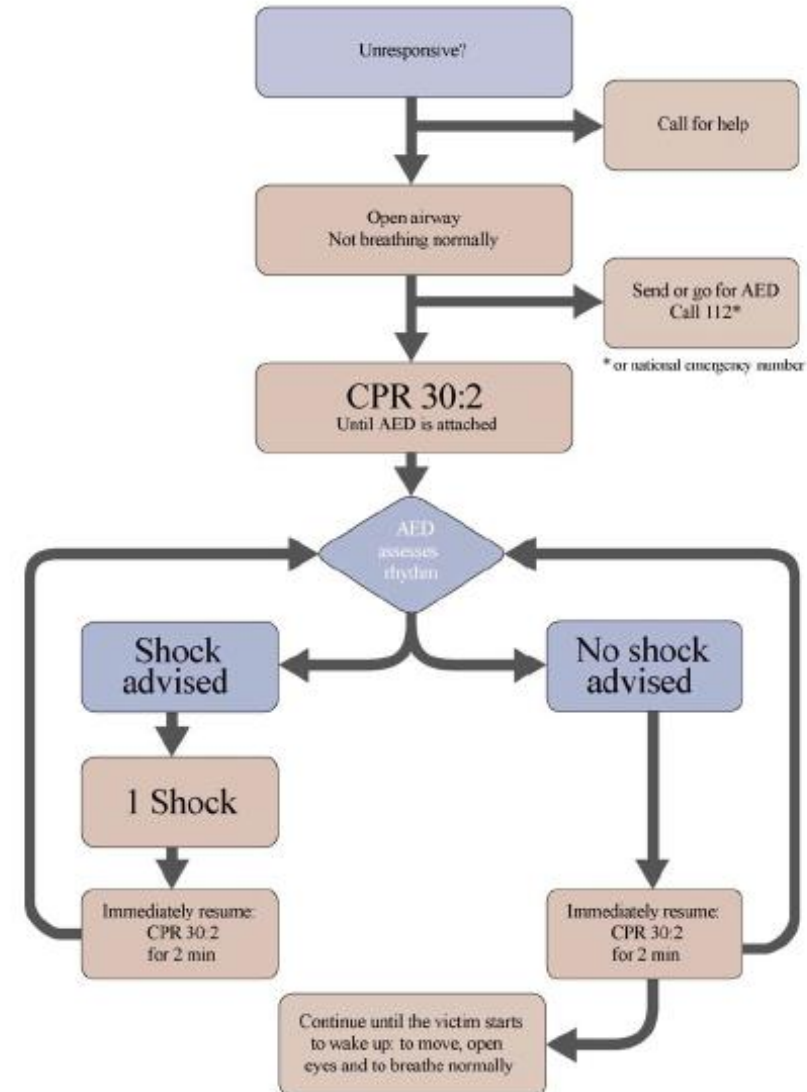 Unresponsive?
Call for help
Open airway
Not breathing normally
Send or go for AED
Call 112*
* or national emergency number
CPR 30:2
Until AED is attached
AED
assesses
rhythm
Shock
advised
No shock
advised
1 Shock
Immediately resume:
CPR 30:2
for 2 min
Immediately resume:
CPR 30:2
for 2 min
Continue until the victim starts
to wake up: to move, open
eyes and to breathe normally